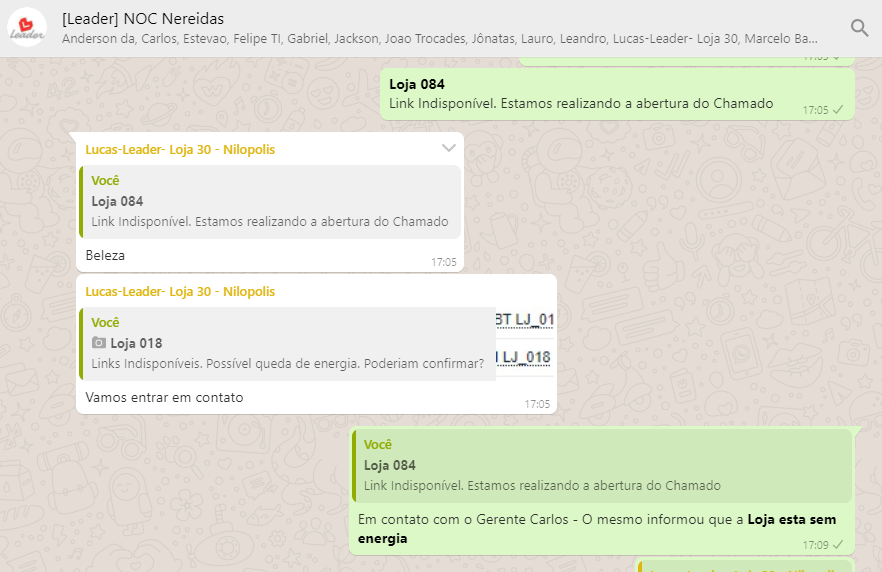 Leader
[Leader] NOC Nereidas
Anderson da, Carlos, Estevao, Felipe TI, Gabriel, Jackson, Joao Trocades, Jônatas, Lauro, Leandro, Lucas-Leader- Loja 30, Marcelo Ba...
Loja 084
Link Indisponível. Estamos realizando a abertura do Chamado
17:05
Lucas-Leader- Loja 30 - Nilopolis
Você
Loja 084
Link Indisponível. Estamos realizando a abertura do Chamado
Beleza
17:05
Lucas-Leader- Loja 30 - Nilopolis
Você
Loja 018
Links Indisponíveis. Possível queda de energia. Poderiam confirmar?
BT LJ_01
LJ_018
Vamos entrar em contato
17:05
Você
Loja 084
Link Indisponível. Estamos realizando a abertura do Chamado
Em contato com o Gerente Carlos - O mesmo informou que a Loja esta sem
energia
17:09